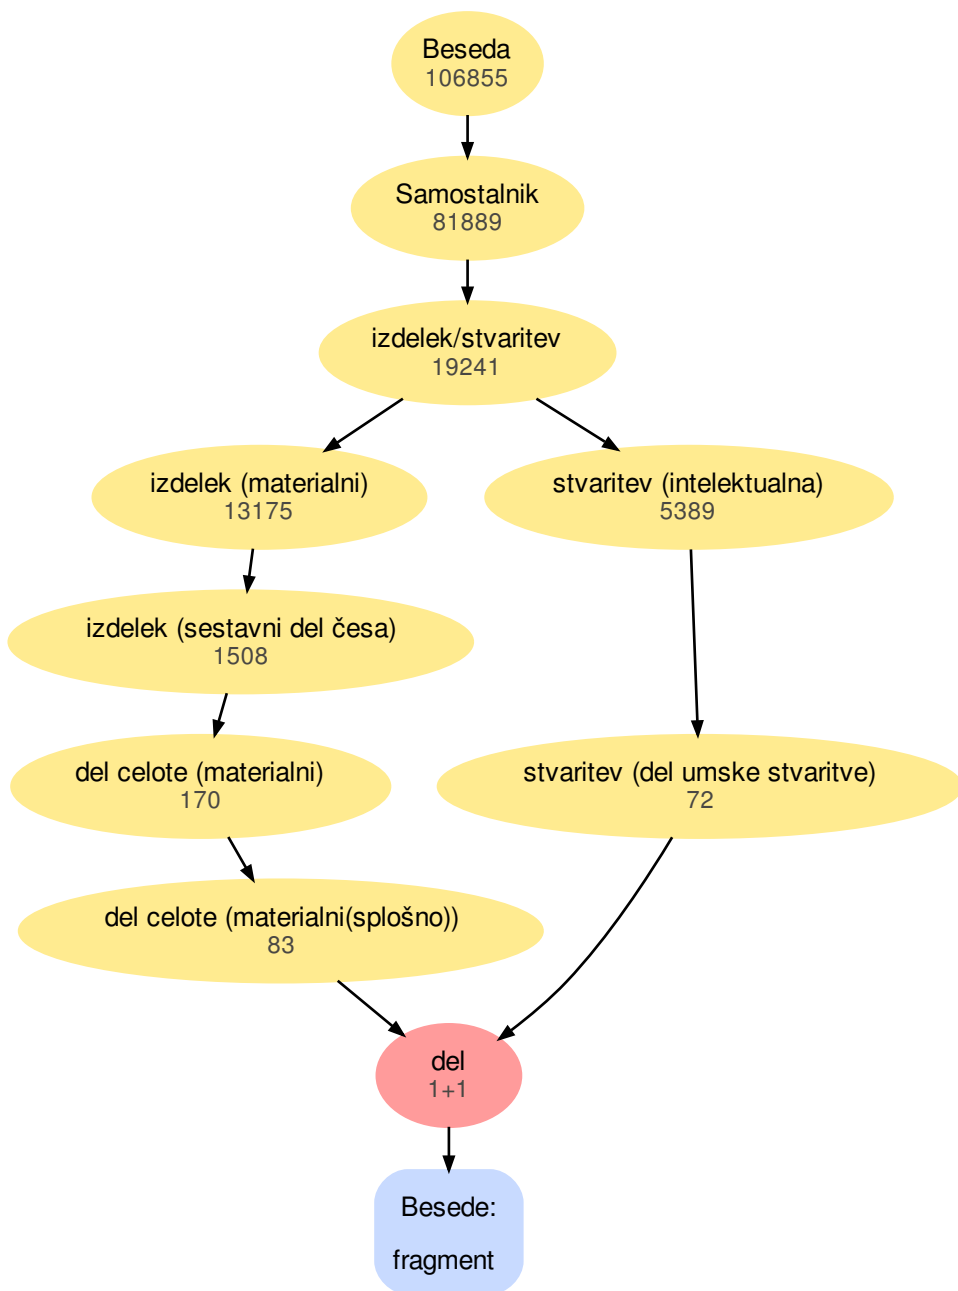 Beseda
106855
Samostalnik
81889
izdelek/stvaritev
19241
izdelek (materialni)
13175
stvaritev (intelektualna)
5389
izdelek (sestavni del česa)
1508
del celote (materialni)
170
stvaritev (del umske stvaritve)
72
del celote (materialni(splošno))
83
del
1+1
Besede:
fragment